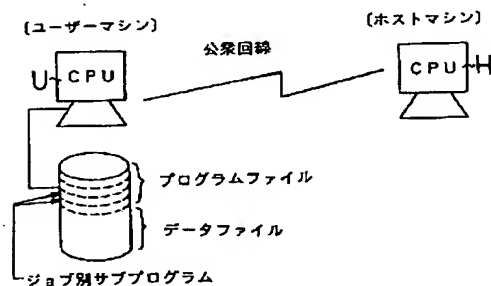 〔ユーザーマシン〕
〔ホストマシン〕
公衆回線
U
CPU
CPU
H
プログラムファイル
データファイル
ジョブ別サブプログラム